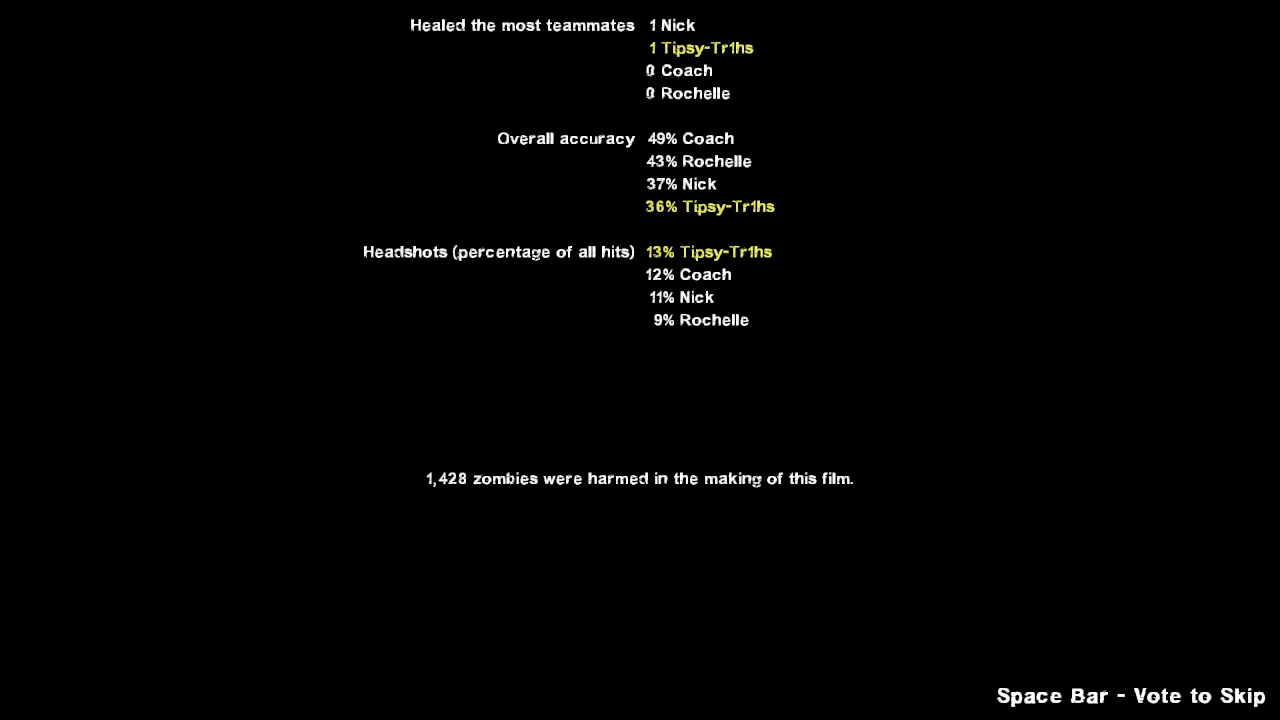 Healed the most teammates 1 Nick
1 Tipsy-Tr1hs
0 Coach
0 Rochelle
Overall accuracy 49% Coach
43% Rochelle
37% Nick
36% Tipsy-Tr1hs
Headshots (percentage of all hits) 13% Tipsy-Tr1hs
12% Coach
11% Nick
9% Rochelle
1,428 zombies were harmed in the making of this film.
Space Bar - Vote to Skip